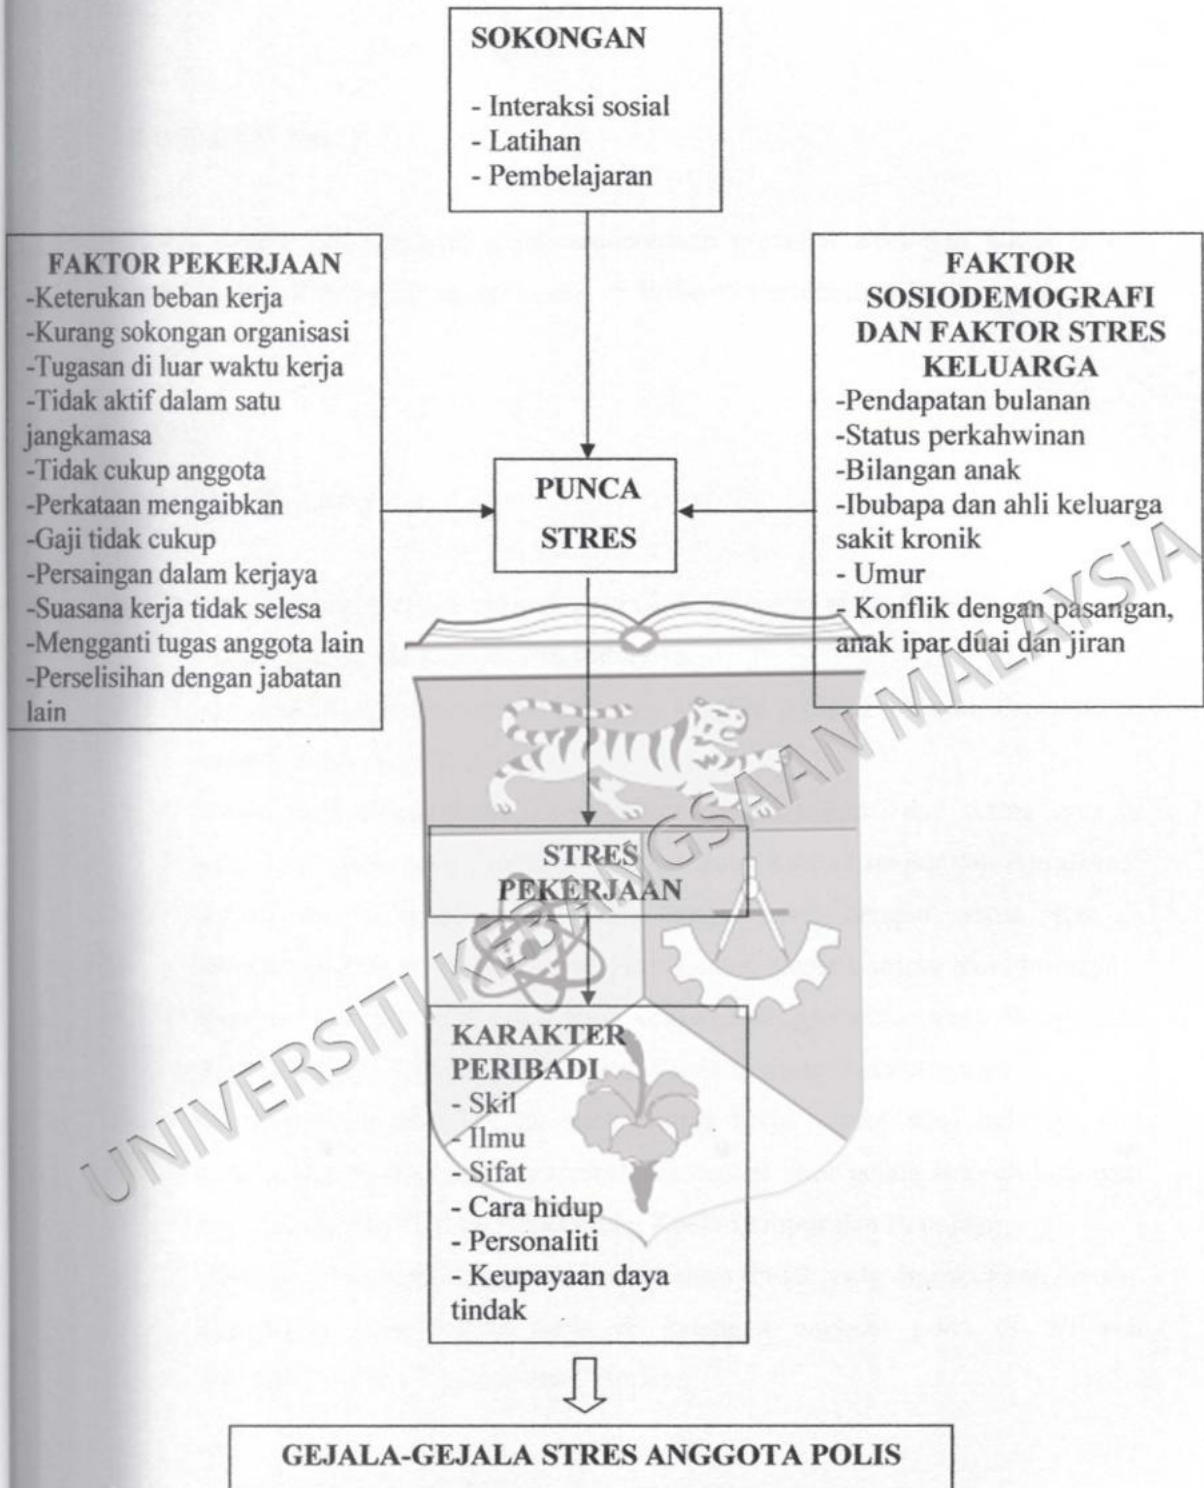 SOKONGAN
- Interaksi sosial
- Latihan
- Pembelajaran
FAKTOR PEKERJAAN
-Keterukan beban kerja
-Kurang sokongan organisasi
-Tugasan di luar waktu kerja
-Tidak aktif dalam satu
jangkamasa
-Tidak cukup anggota
-Perkataan mengaibkan
-Gaji tidak cukup
-Persaingan dalam kerjaya
-Suasana kerja tidak selesa
-Mengganti tugas anggota lain
-Perselisihan dengan jabatan
lain
FAKTOR
SOSIODEMOGRAFI
DAN FAKTOR STRES
KELUARGA
-Pendapatan bulanan
-Status perkahwinan
-Bilangan anak
-Ibubapa dan ahli keluarga
sakit kronik
- Umur
- Konflik dengan pasangan,
anak ipar duai dan jiran
PUNCA
STRES
STRES
PEKERJAAN
KARAKTER
PERIBADI
- Skil
- Ilmu
- Sifat
- Cara hidup
- Personaliti
- Keupayaan daya
tindak
GEJALA-GEJALA STRES ANGGOTA POLIS
UNIVERSITI KEBANGSAAN MALAYSIA